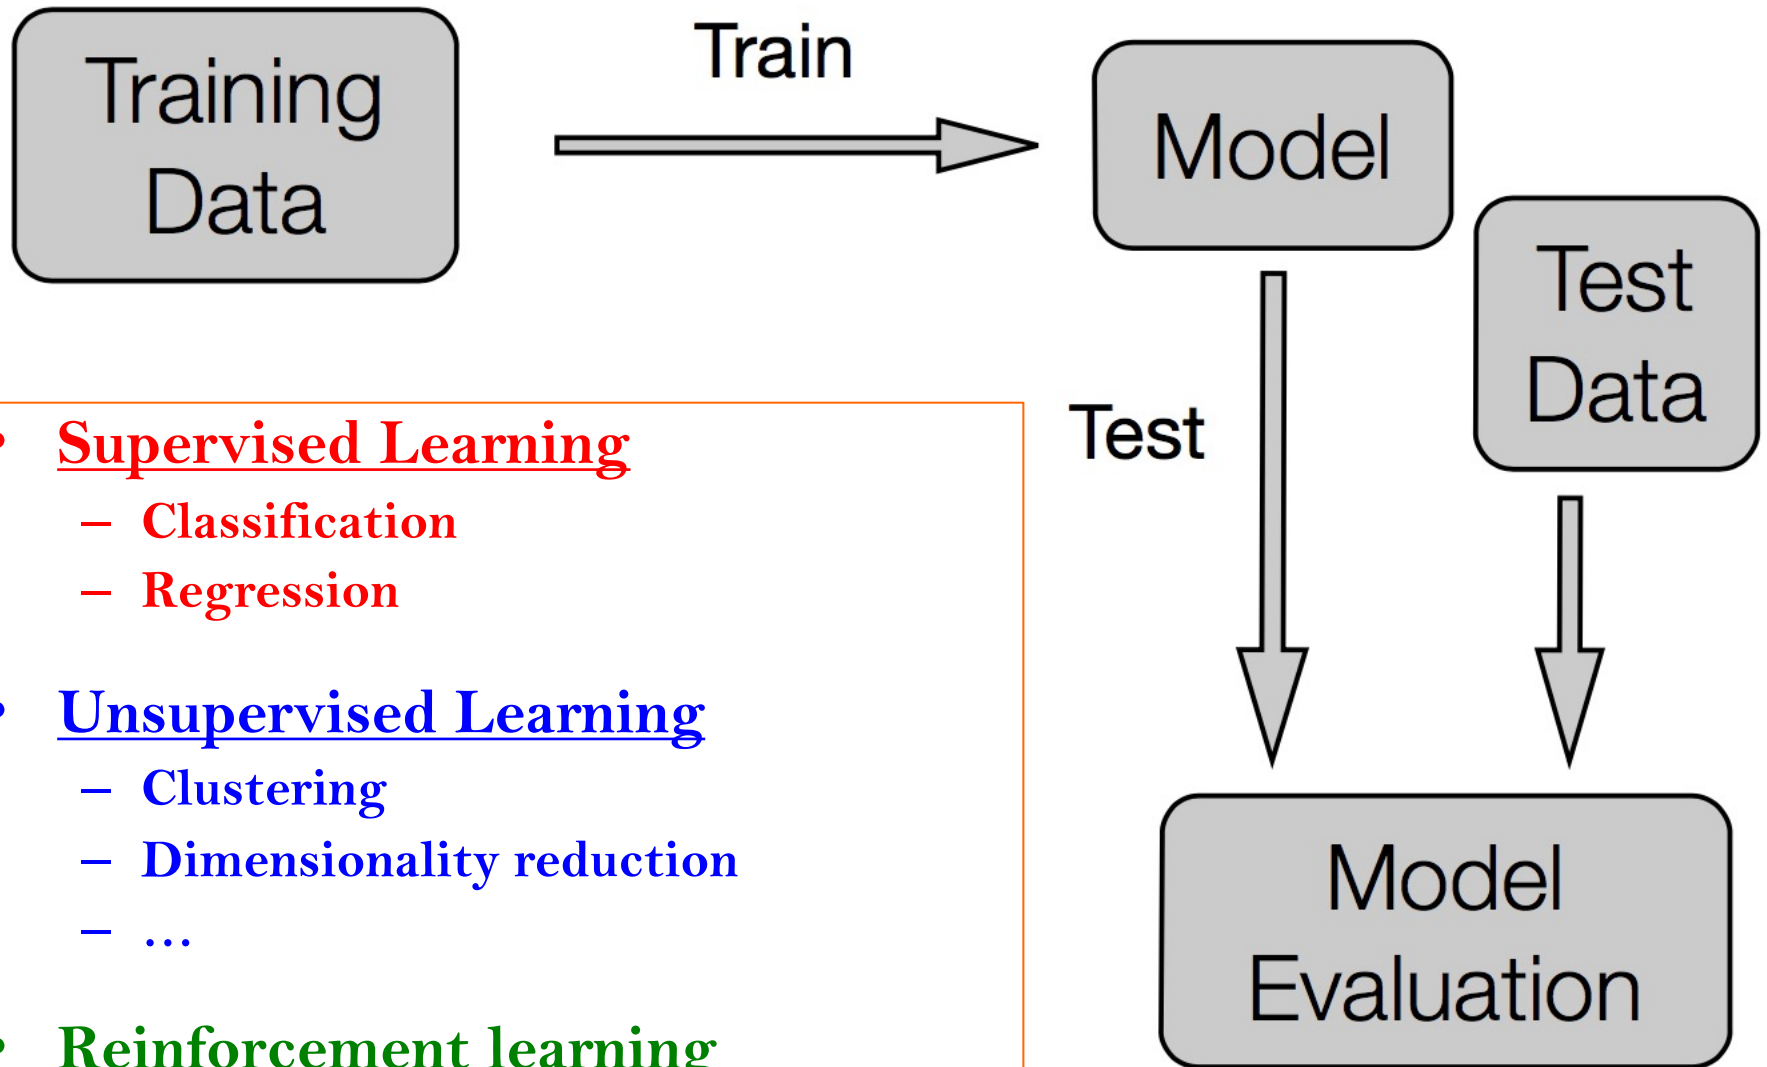 Training
Data
Train
Model
Test
Data
Test
• Supervised Learning
– Classification
– Regression
• Unsupervised Learning
– Clustering
– Dimensionality reduction
– ...
• Reinforcement learning
Model
Evaluation